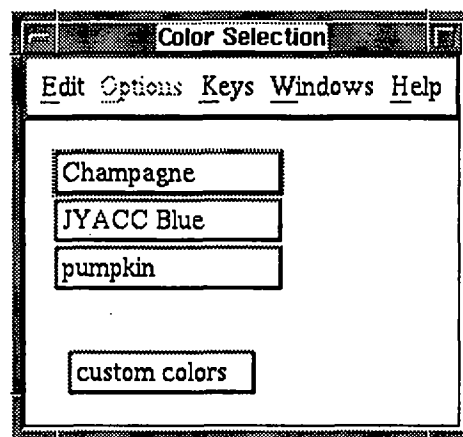 Color Selection
Edit Options Keys Windows Help
Champagne
JYACC Blue
pumpkin
custom colors